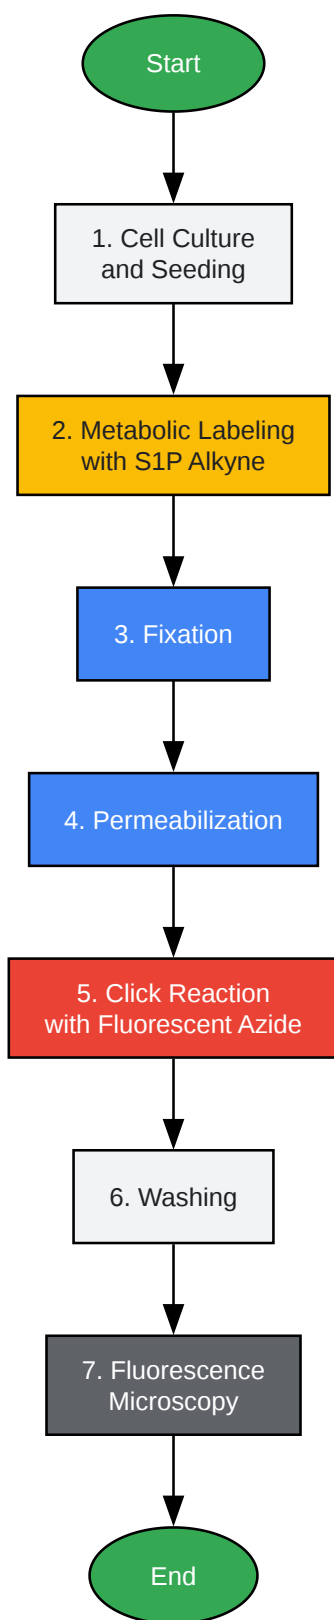 Start
1. Cell Culture
and Seeding
2. Metabolic Labeling
with S1P Alkyne
3. Fixation
4. Permeabilization
5. Click Reaction
with Fluorescent Azide
6. Washing
7. Fluorescence
Microscopy
End